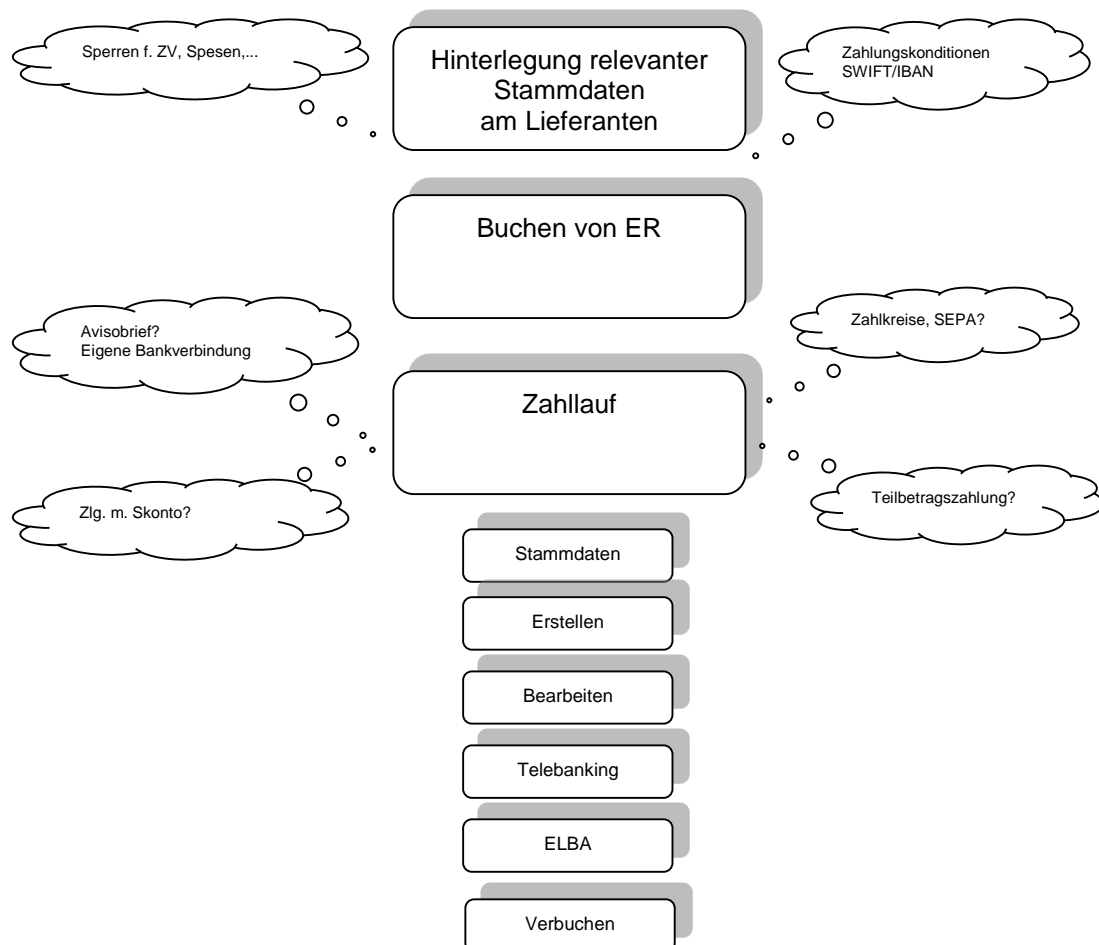 Sperren f. ZV, Spesen,...
Hinterlegung relevanter
Stammdaten
am Lieferanten
Zahlungskonditionen
SWIFT/IBAN
Buchen von ER
Avisobrief?
Eigene Bankverbindung
Zahlkreise, SEPA?
Zahllauf
Zlg. m. Skonto?
Teilbetragszahlung?
Stammdaten
Erstellen
Bearbeiten
Telebanking
ELBA
Verbuchen